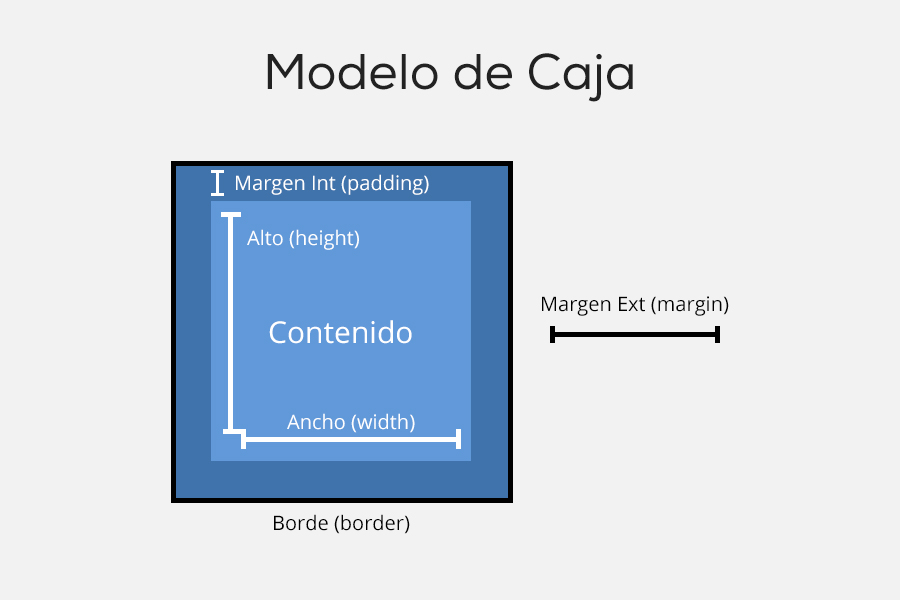 Modelo de Caja
Margen Int (padding)
Alto (height)
Contenido
Ancho (width)
Margen Ext (margin)
Borde (border)